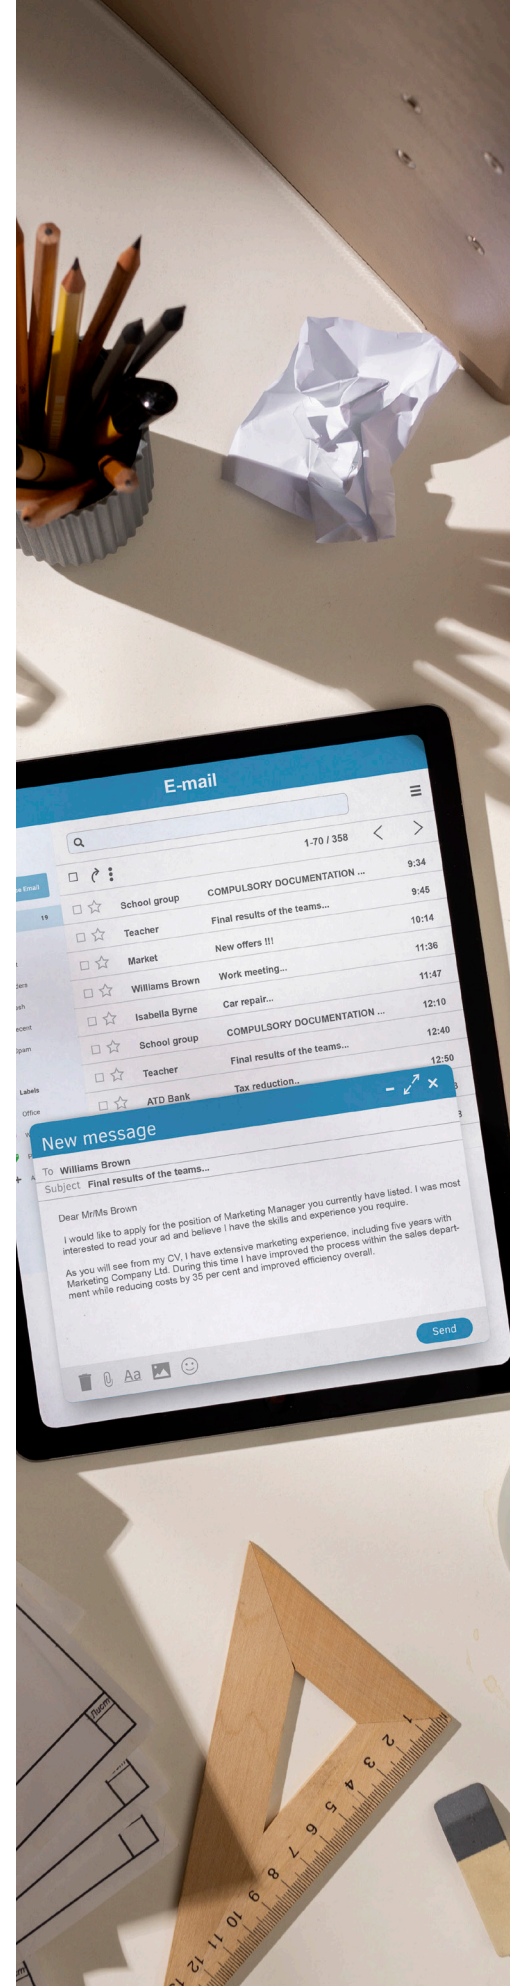 E-mail
1-70 / 358
Email
19
School group COMPULSORY DOCUMENTATION ... 9:34
Teacher Final results of the teams... 9:45
Market New offers !!! 10:14
Williams Brown Work meeting... 11:36
Isabella Byrne Car repair... 11:47
School group COMPULSORY DOCUMENTATION ... 12:10
Teacher Final results of the teams... 12:40
ATD Bank Tax reduction.. 12:50
Labels
Office
New message
To Williams Brown
Subject Final results of the teams...
Dear Mr/Ms Brown
I would like to apply for the position of Marketing Manager you currently have listed. I was most
interested to read your ad and believe I have the skills and experience you require.
As you will see from my CV, I have extensive marketing experience, including five years with
Marketing Company Ltd. During this time I have improved the process within the sales depart-
ment while reducing costs by 35 per cent and improved efficiency overall.
Aa
Send
Лист
1 2 3 4 5 6 7 8 9 10 11 12